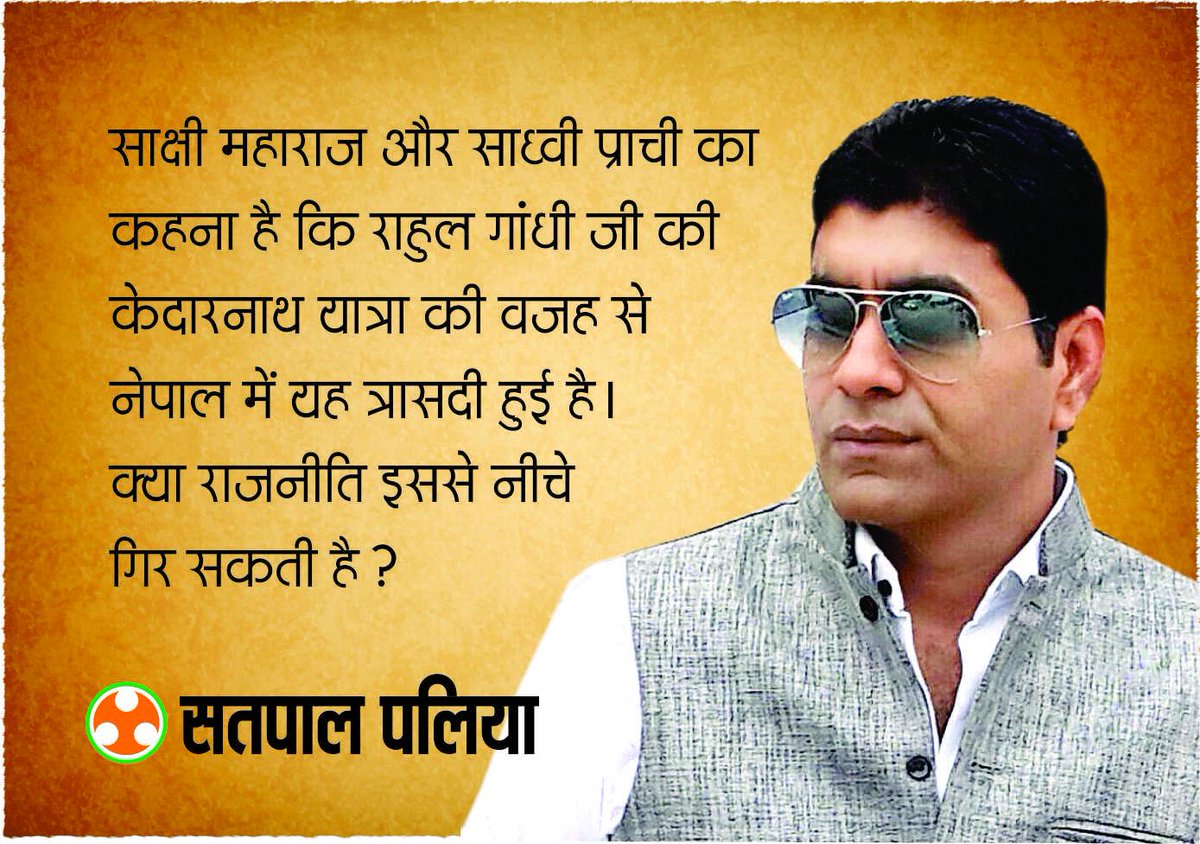 साक्षी महाराज और साध्वी प्राची का
कहना है कि राहुल गांधी जी की
केदारनाथ यात्रा की वजह से
नेपाल में यह त्रासदी हुई है।
क्या राजनीति इससे नीचे
गिर सकती है ?
सतपाल पलिया